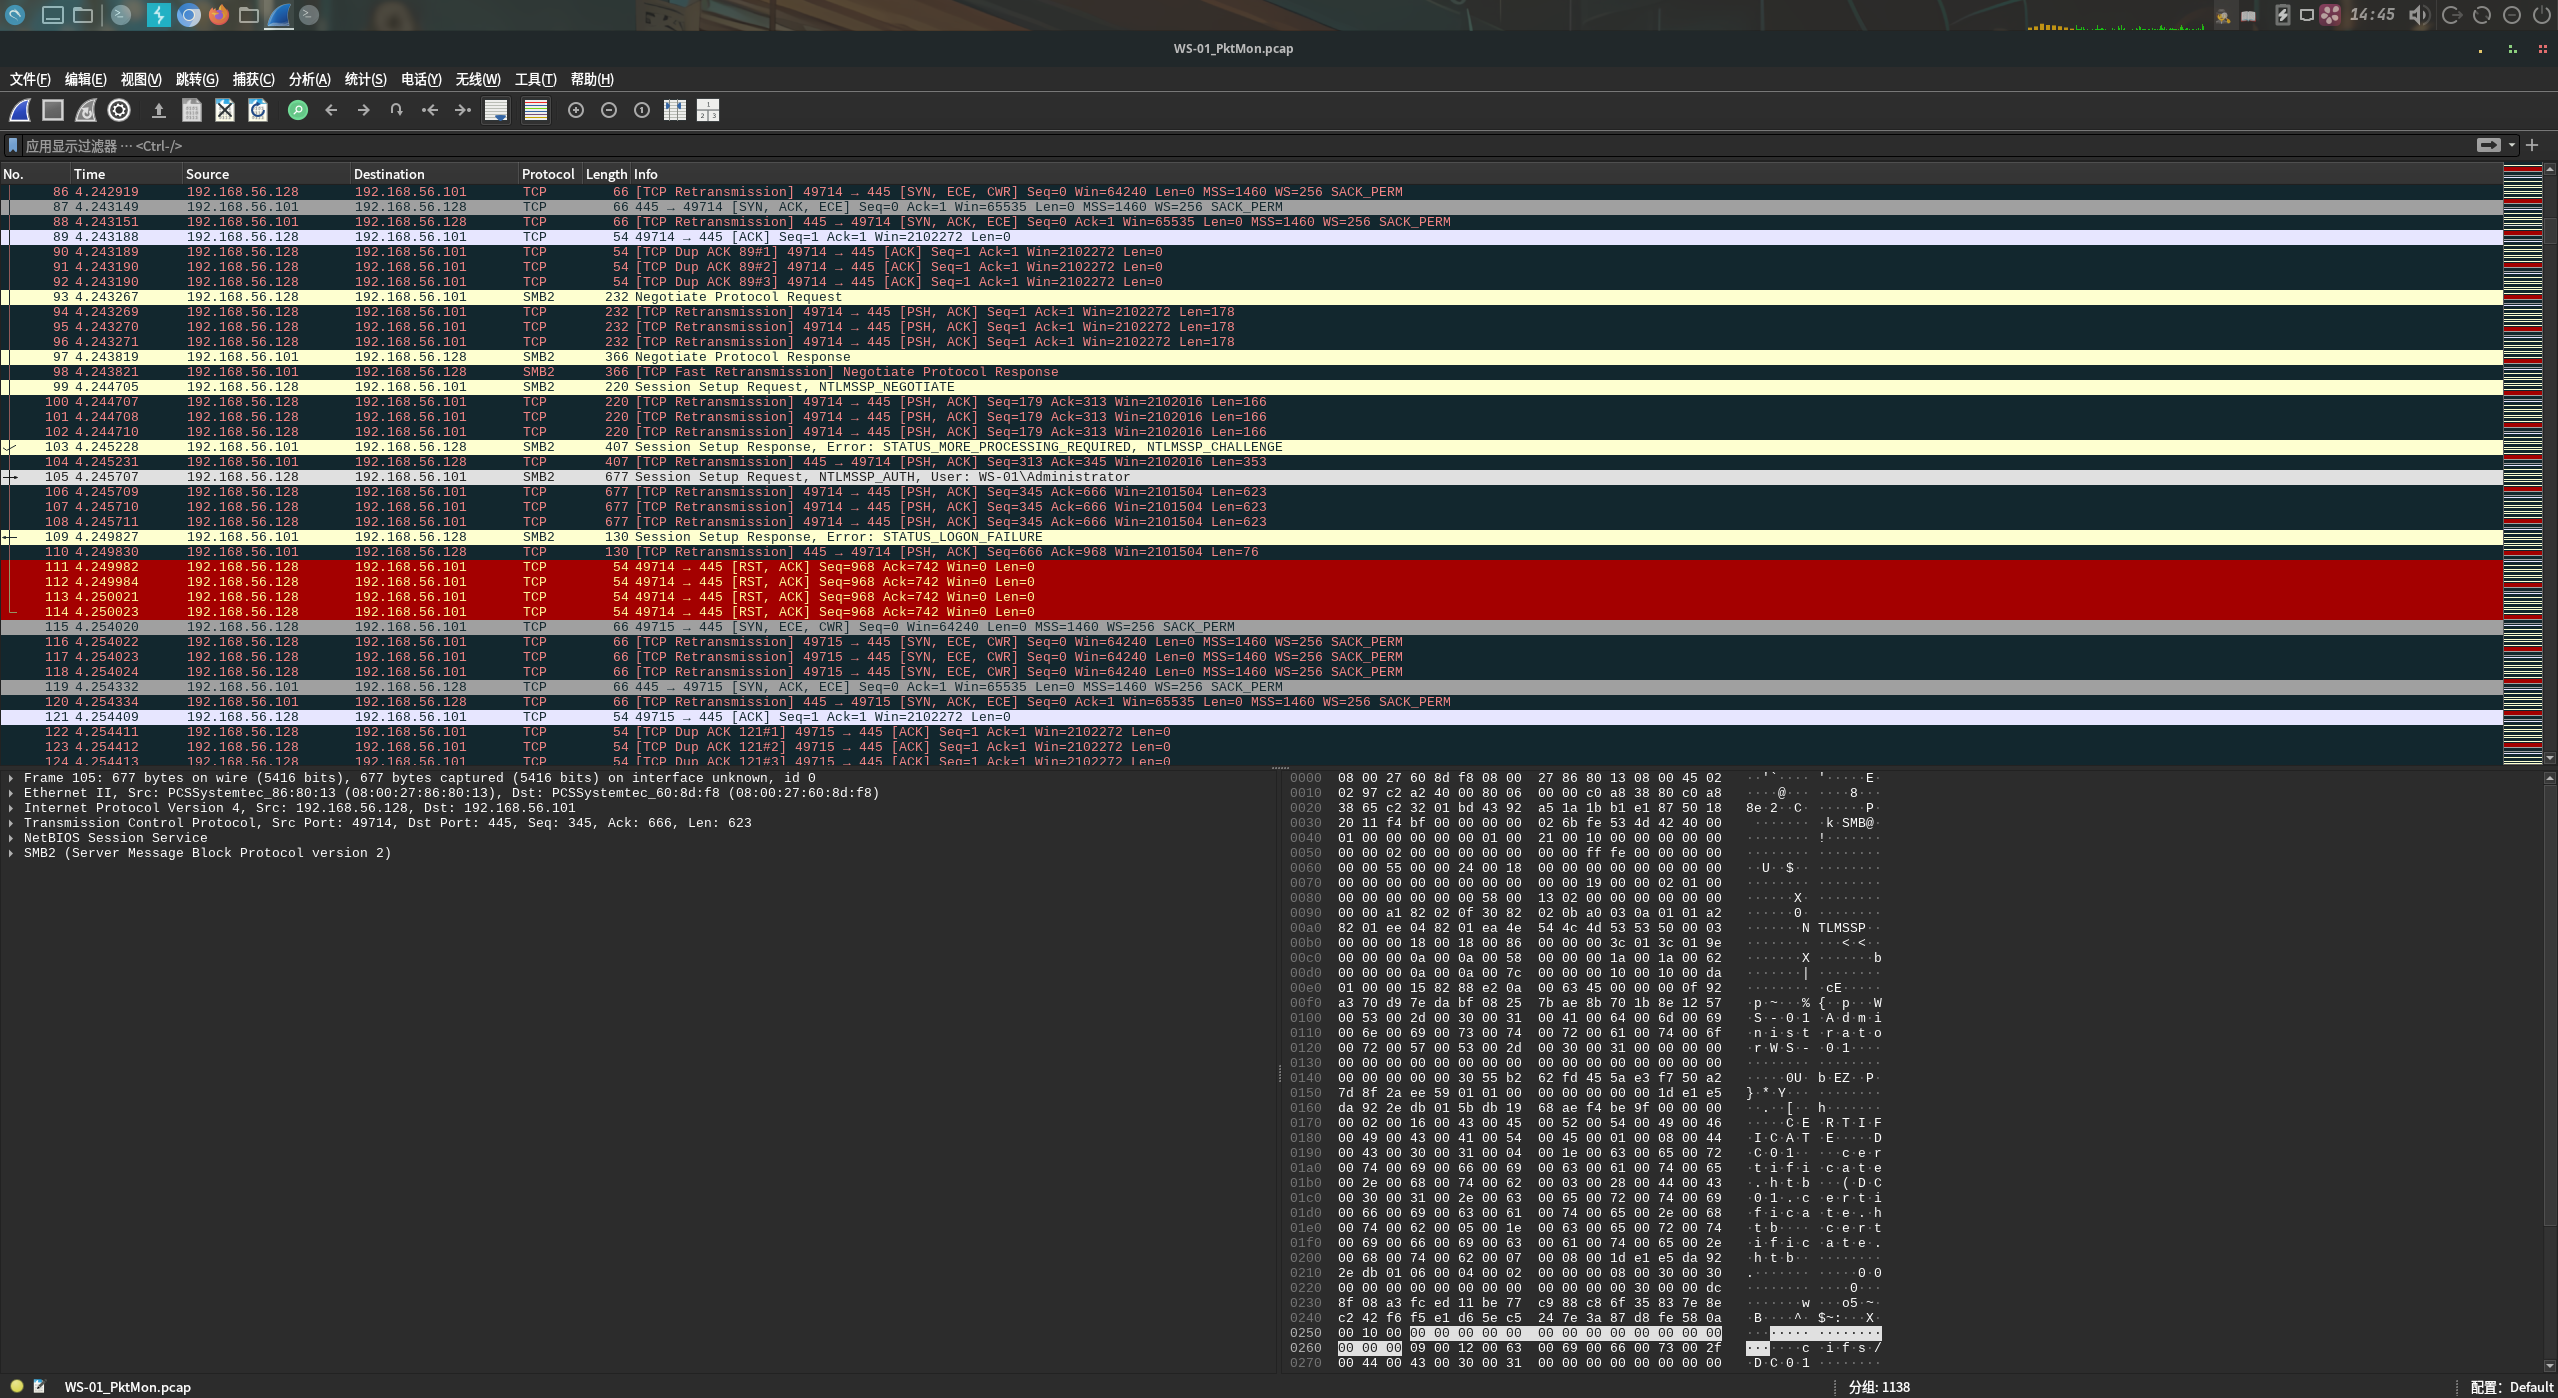 14:45
WS-01_PktMon.pcap
文件(F) 编辑(E) 视图(V) 跳转(G) 捕获(C) 分析(A) 统计(S) 电话(Y) 无线(W) 工具(T) 帮助(H)
应用显示过滤器 … <Ctrl-/>
No. Time Source Destination Protocol Length Info
86 4.242919 192.168.56.128 192.168.56.101 TCP 66 [TCP Retransmission] 49714 → 445 [SYN, ECE, CWR] Seq=0 Win=64240 Len=0 MSS=1460 WS=256 SACK_PERM
87 4.243149 192.168.56.101 192.168.56.128 TCP 66 445 → 49714 [SYN, ACK, ECE] Seq=0 Ack=1 Win=65535 Len=0 MSS=1460 WS=256 SACK_PERM
88 4.243151 192.168.56.101 192.168.56.128 TCP 66 [TCP Retransmission] 445 → 49714 [SYN, ACK, ECE] Seq=0 Ack=1 Win=65535 Len=0 MSS=1460 WS=256 SACK_PERM
89 4.243188 192.168.56.128 192.168.56.101 TCP 54 49714 → 445 [ACK] Seq=1 Ack=1 Win=2102272 Len=0
90 4.243189 192.168.56.128 192.168.56.101 TCP 54 [TCP Dup ACK 89#1] 49714 → 445 [ACK] Seq=1 Ack=1 Win=2102272 Len=0
91 4.243190 192.168.56.128 192.168.56.101 TCP 54 [TCP Dup ACK 89#2] 49714 → 445 [ACK] Seq=1 Ack=1 Win=2102272 Len=0
92 4.243190 192.168.56.128 192.168.56.101 TCP 54 [TCP Dup ACK 89#3] 49714 → 445 [ACK] Seq=1 Ack=1 Win=2102272 Len=0
93 4.243267 192.168.56.128 192.168.56.101 SMB2 232 Negotiate Protocol Request
94 4.243269 192.168.56.128 192.168.56.101 TCP 232 [TCP Retransmission] 49714 → 445 [PSH, ACK] Seq=1 Ack=1 Win=2102272 Len=178
95 4.243270 192.168.56.128 192.168.56.101 TCP 232 [TCP Retransmission] 49714 → 445 [PSH, ACK] Seq=1 Ack=1 Win=2102272 Len=178
96 4.243271 192.168.56.128 192.168.56.101 TCP 232 [TCP Retransmission] 49714 → 445 [PSH, ACK] Seq=1 Ack=1 Win=2102272 Len=178
97 4.243819 192.168.56.101 192.168.56.128 SMB2 366 Negotiate Protocol Response
98 4.243821 192.168.56.101 192.168.56.128 SMB2 366 [TCP Fast Retransmission] Negotiate Protocol Response
99 4.244705 192.168.56.128 192.168.56.101 SMB2 220 Session Setup Request, NTLMSSP_NEGOTIATE
100 4.244707 192.168.56.128 192.168.56.101 TCP 220 [TCP Retransmission] 49714 → 445 [PSH, ACK] Seq=179 Ack=313 Win=2102016 Len=166
101 4.244708 192.168.56.128 192.168.56.101 TCP 220 [TCP Retransmission] 49714 → 445 [PSH, ACK] Seq=179 Ack=313 Win=2102016 Len=166
102 4.244710 192.168.56.128 192.168.56.101 TCP 220 [TCP Retransmission] 49714 → 445 [PSH, ACK] Seq=179 Ack=313 Win=2102016 Len=166
103 4.245228 192.168.56.101 192.168.56.128 SMB2 407 Session Setup Response, Error: STATUS_MORE_PROCESSING_REQUIRED, NTLMSSP_CHALLENGE
104 4.245231 192.168.56.101 192.168.56.128 TCP 407 [TCP Retransmission] 445 → 49714 [PSH, ACK] Seq=313 Ack=345 Win=2102016 Len=353
105 4.245707 192.168.56.128 192.168.56.101 SMB2 677 Session Setup Request, NTLMSSP_AUTH, User: WS-01\Administrator
106 4.245709 192.168.56.128 192.168.56.101 TCP 677 [TCP Retransmission] 49714 → 445 [PSH, ACK] Seq=345 Ack=666 Win=2101504 Len=623
107 4.245710 192.168.56.128 192.168.56.101 TCP 677 [TCP Retransmission] 49714 → 445 [PSH, ACK] Seq=345 Ack=666 Win=2101504 Len=623
108 4.245711 192.168.56.128 192.168.56.101 TCP 677 [TCP Retransmission] 49714 → 445 [PSH, ACK] Seq=345 Ack=666 Win=2101504 Len=623
109 4.249827 192.168.56.101 192.168.56.128 SMB2 130 Session Setup Response, Error: STATUS_LOGON_FAILURE
110 4.249830 192.168.56.101 192.168.56.128 TCP 130 [TCP Retransmission] 445 → 49714 [PSH, ACK] Seq=666 Ack=968 Win=2101504 Len=76
111 4.249982 192.168.56.128 192.168.56.101 TCP 54 49714 → 445 [RST, ACK] Seq=968 Ack=742 Win=0 Len=0
112 4.249984 192.168.56.128 192.168.56.101 TCP 54 49714 → 445 [RST, ACK] Seq=968 Ack=742 Win=0 Len=0
113 4.250021 192.168.56.128 192.168.56.101 TCP 54 49714 → 445 [RST, ACK] Seq=968 Ack=742 Win=0 Len=0
114 4.250023 192.168.56.128 192.168.56.101 TCP 54 49714 → 445 [RST, ACK] Seq=968 Ack=742 Win=0 Len=0
115 4.254020 192.168.56.128 192.168.56.101 TCP 66 49715 → 445 [SYN, ECE, CWR] Seq=0 Win=64240 Len=0 MSS=1460 WS=256 SACK_PERM
116 4.254022 192.168.56.128 192.168.56.101 TCP 66 [TCP Retransmission] 49715 → 445 [SYN, ECE, CWR] Seq=0 Win=64240 Len=0 MSS=1460 WS=256 SACK_PERM
117 4.254023 192.168.56.128 192.168.56.101 TCP 66 [TCP Retransmission] 49715 → 445 [SYN, ECE, CWR] Seq=0 Win=64240 Len=0 MSS=1460 WS=256 SACK_PERM
118 4.254024 192.168.56.128 192.168.56.101 TCP 66 [TCP Retransmission] 49715 → 445 [SYN, ECE, CWR] Seq=0 Win=64240 Len=0 MSS=1460 WS=256 SACK_PERM
119 4.254332 192.168.56.101 192.168.56.128 TCP 66 445 → 49715 [SYN, ACK, ECE] Seq=0 Ack=1 Win=65535 Len=0 MSS=1460 WS=256 SACK_PERM
120 4.254334 192.168.56.101 192.168.56.128 TCP 66 [TCP Retransmission] 445 → 49715 [SYN, ACK, ECE] Seq=0 Ack=1 Win=65535 Len=0 MSS=1460 WS=256 SACK_PERM
121 4.254409 192.168.56.128 192.168.56.101 TCP 54 49715 → 445 [ACK] Seq=1 Ack=1 Win=2102272 Len=0
122 4.254411 192.168.56.128 192.168.56.101 TCP 54 [TCP Dup ACK 121#1] 49715 → 445 [ACK] Seq=1 Ack=1 Win=2102272 Len=0
123 4.254412 192.168.56.128 192.168.56.101 TCP 54 [TCP Dup ACK 121#2] 49715 → 445 [ACK] Seq=1 Ack=1 Win=2102272 Len=0
124 4.254413 192.168.56.128 192.168.56.101 TCP 54 [TCP Dup ACK 121#3] 49715 → 445 [ACK] Seq=1 Ack=1 Win=2102272 Len=0
Frame 105: 677 bytes on wire (5416 bits), 677 bytes captured (5416 bits) on interface unknown, id 0
Ethernet II, Src: PCSSystemtec_86:80:13 (08:00:27:86:80:13), Dst: PCSSystemtec_60:8d:f8 (08:00:27:60:8d:f8)
Internet Protocol Version 4, Src: 192.168.56.128, Dst: 192.168.56.101
Transmission Control Protocol, Src Port: 49714, Dst Port: 445, Seq: 345, Ack: 666, Len: 623
NetBIOS Session Service
SMB2 (Server Message Block Protocol version 2)
0000 08 00 27 60 8d f8 08 00 27 86 80 13 08 00 45 02 ··'`···· '·····E·
0010 02 97 c2 a2 40 00 80 06 00 00 c0 a8 38 80 c0 a8 ····@··· ····8···
0020 38 65 c2 32 01 bd 43 92 a5 1a 1b b1 e1 87 50 18 8e·2··C· ······P·
0030 20 11 f4 bf 00 00 00 00 02 6b fe 53 4d 42 40 00 ······· ·k·SMB@·
0040 01 00 00 00 00 00 01 00 21 00 10 00 00 00 00 00 ········ !·······
0050 00 00 02 00 00 00 00 00 00 00 ff fe 00 00 00 00 ········ ········
0060 00 00 55 00 00 24 00 18 00 00 00 00 00 00 00 00 ··U··$·· ········
0070 00 00 00 00 00 00 00 00 00 00 19 00 00 02 01 00 ········ ········
0080 00 00 00 00 00 00 58 00 13 02 00 00 00 00 00 00 ······X· ········
0090 00 00 a1 82 02 0f 30 82 02 0b a0 03 0a 01 01 a2 ······0· ········
00a0 82 01 ee 04 82 01 ea 4e 54 4c 4d 53 53 50 00 03 ·······N TLMSSP··
00b0 00 00 00 18 00 18 00 86 00 00 00 3c 01 3c 01 9e ········ ···<·<··
00c0 00 00 00 0a 00 0a 00 58 00 00 00 1a 00 1a 00 62 ·······X ·······b
00d0 00 00 00 0a 00 0a 00 7c 00 00 00 10 00 10 00 da ·······| ········
00e0 01 00 00 15 82 88 e2 0a 00 63 45 00 00 00 0f 92 ········ ·cE·····
00f0 a3 70 d9 7e da bf 08 25 7b ae 8b 70 1b 8e 12 57 ·p·~···% {··p···W
0100 00 53 00 2d 00 30 00 31 00 41 00 64 00 6d 00 69 ·S·-·0·1 ·A·d·m·i
0110 00 6e 00 69 00 73 00 74 00 72 00 61 00 74 00 6f ·n·i·s·t ·r·a·t·o
0120 00 72 00 57 00 53 00 2d 00 30 00 31 00 00 00 00 ·r·W·S·- ·0·1····
0130 00 00 00 00 00 00 00 00 00 00 00 00 00 00 00 00 ········ ········
0140 00 00 00 00 00 30 55 b2 62 fd 45 5a e3 f7 50 a2 ·····0U· b·EZ··P·
0150 7d 8f 2a ee 59 01 01 00 00 00 00 00 00 1d e1 e5 }·*·Y··· ········
0160 da 92 2e db 01 5b db 19 68 ae f4 be 9f 00 00 00 ··.··[·· h·······
0170 00 02 00 16 00 43 00 45 00 52 00 54 00 49 00 46 ·····C·E ·R·T·I·F
0180 00 49 00 43 00 41 00 54 00 45 00 01 00 08 00 44 ·I·C·A·T ·E·····D
0190 00 43 00 30 00 31 00 04 00 1e 00 63 00 65 00 72 ·C·0·1·· ···c·e·r
01a0 00 74 00 69 00 66 00 69 00 63 00 61 00 74 00 65 ·t·i·f·i ·c·a·t·e
01b0 00 2e 00 68 00 74 00 62 00 03 00 28 00 44 00 43 ·.·h·t·b ···(·D·C
01c0 00 30 00 31 00 2e 00 63 00 65 00 72 00 74 00 69 ·0·1·.·c ·e·r·t·i
01d0 00 66 00 69 00 63 00 61 00 74 00 65 00 2e 00 68 ·f·i·c·a ·t·e·.·h
01e0 00 74 00 62 00 05 00 1e 00 63 00 65 00 72 00 74 ·t·b···· ·c·e·r·t
01f0 00 69 00 66 00 69 00 63 00 61 00 74 00 65 00 2e ·i·f·i·c ·a·t·e·.
0200 00 68 00 74 00 62 00 07 00 08 00 1d e1 e5 da 92 ·h·t·b·· ········
0210 2e db 01 06 00 04 00 02 00 00 00 08 00 30 00 30 .······· ·····0·0
0220 00 00 00 00 00 00 00 00 00 00 00 00 30 00 00 dc ········ ····0···
0230 8f 08 a3 fc ed 11 be 77 c9 88 c8 6f 35 83 7e 8e ·······w ···o5·~·
0240 c2 42 f6 f5 e1 d6 5e c5 24 7e 3a 87 d8 fe 58 0a ·B····^· $~:···X·
0250 00 10 00 00 00 00 00 00 00 00 00 00 00 00 00 00 ········ ········
0260 00 00 00 09 00 12 00 63 00 69 00 66 00 73 00 2f ·······c ·i·f·s·/
0270 00 44 00 43 00 30 00 31 00 00 00 00 00 00 00 00 ·D·C·0·1 ········
WS-01_PktMon.pcap 分组: 1138 配置: Default